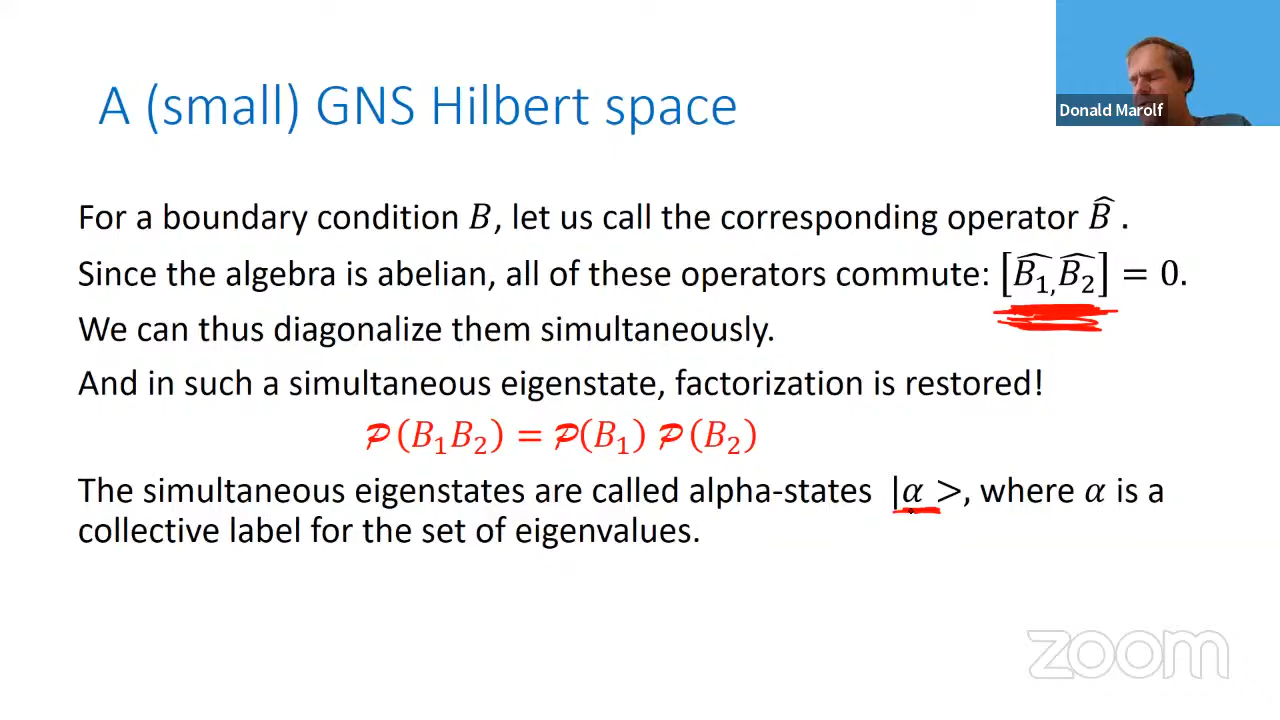 A (small) GNS Hilbert space
Donald Marolf
For a boundary condition B, let us call the corresponding operator B̂ .
Since the algebra is abelian, all of these operators commute: [B̂₁, B̂₂] = 0.
We can thus diagonalize them simultaneously.
And in such a simultaneous eigenstate, factorization is restored!
𝓅(B₁B₂) = 𝓅(B₁) 𝓅(B₂)
The simultaneous eigenstates are called alpha-states |α >, where α is a
collective label for the set of eigenvalues.
zoom